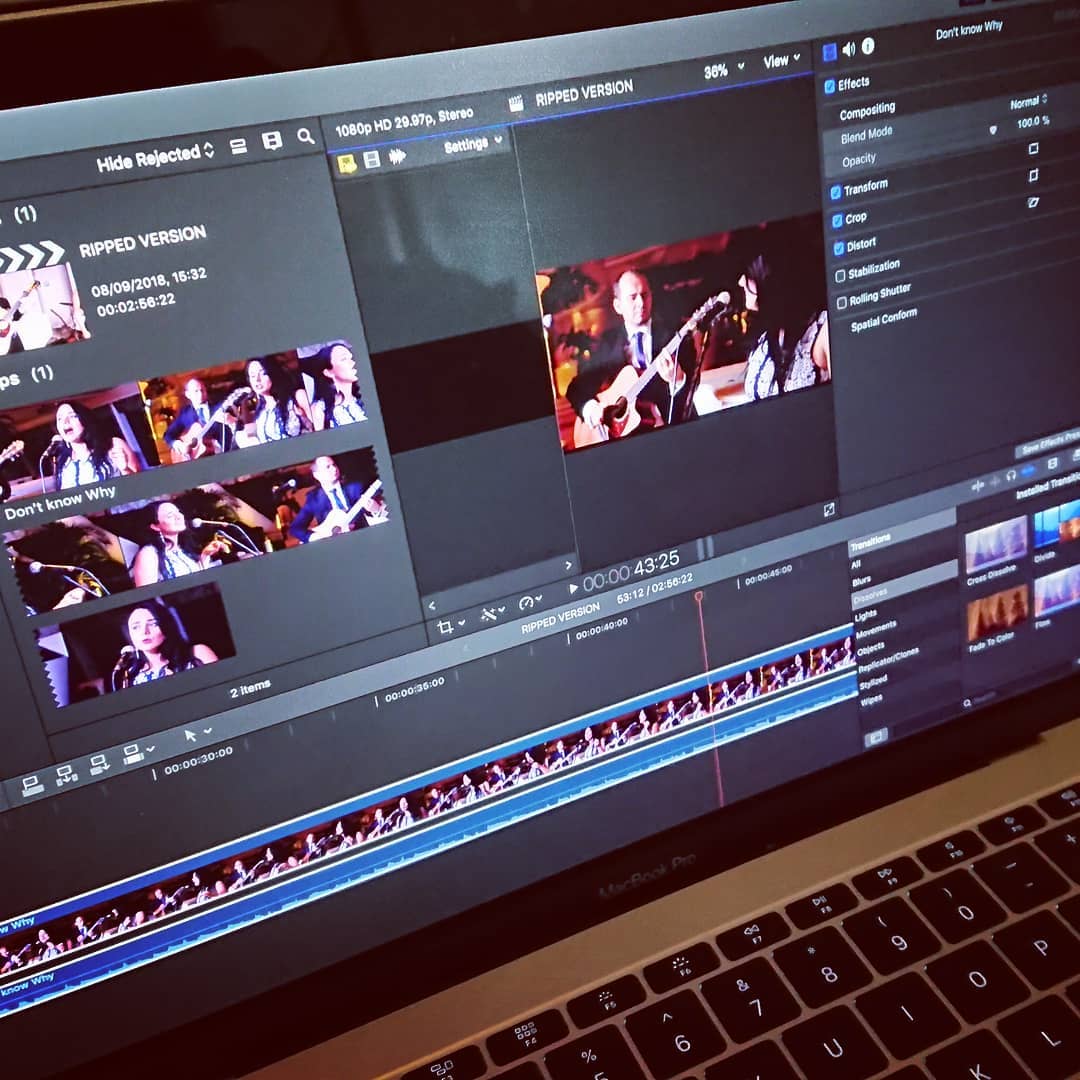 Don't know Why
36%
View
Effects
1080p HD 29.97p, Stereo
RIPPED VERSION
Compositing
Normal
Hide Rejected
Settings
Blend Mode
100.0 %
Opacity
(1)
Transform
RIPPED VERSION
Crop
08/09/2018, 15:32
Distort
00:02:56:22
Stabilization
Rolling Shutter
Spatial Conform
ps (1)
Don't know Why
Save Effects Preset
Installed Transitions
Transitions
All
Blurs
Dissolves
Lights
Movements
Objects
Replicator/Clones
Stylized
Wipes
Cross Dissolve
Divide
Fade To Color
Flow
00:00:43:25
RIPPED VERSION 53:12 / 02:56:22
2 items
00:00:30:00
00:00:35:00
00:00:40:00
00:00:45:00
w Why
know Why
MacBook Pro
F4
F5
F6
F7
F8
F9
%
5
^
6
&
7
*
8
(
9
)
0
U
I
O
P
K
L